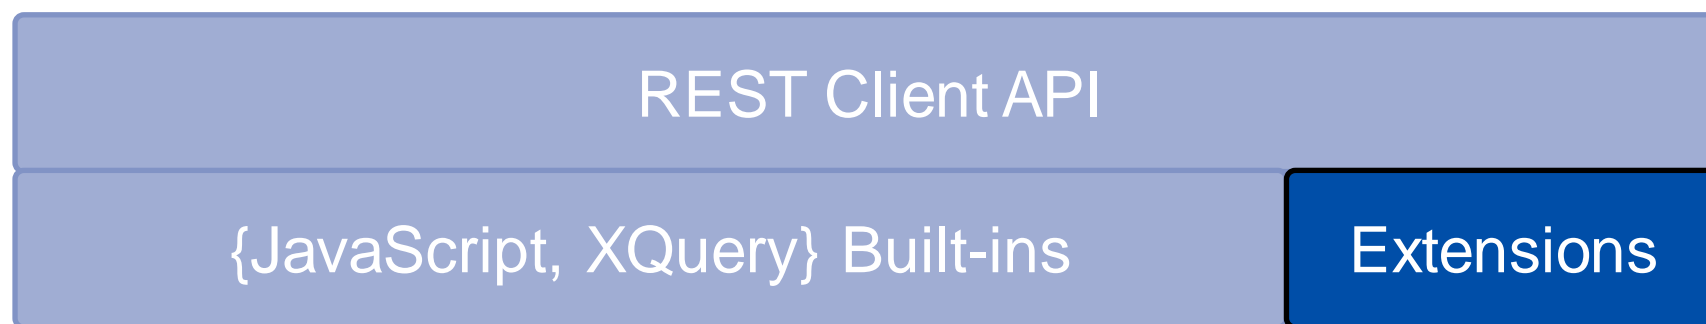 REST Client API
{JavaScript, XQuery} Built-ins
Extensions